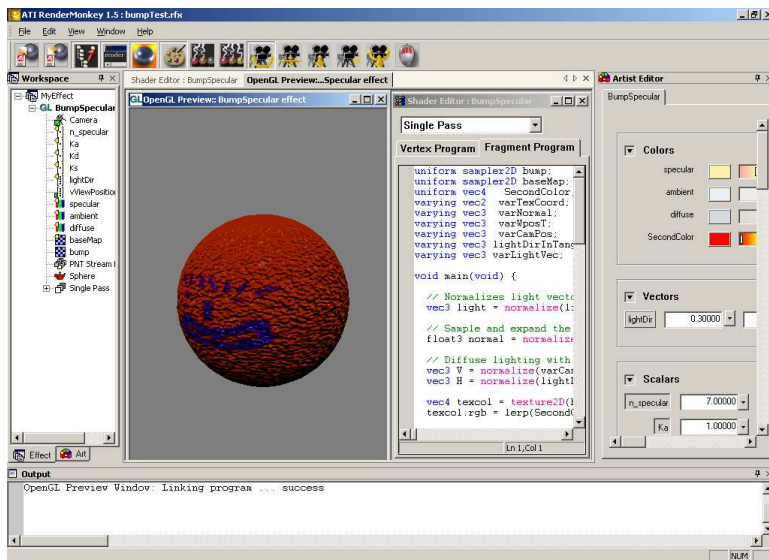 ATI RenderMonkey 1.5 : bumpTest.rfx
File Edit View Window Help
render
Workspace
MyEffect
GL BumpSpecular
Camera
n_specular
Ka
Kd
Ks
lightDir
vViewPosition
specular
ambient
diffuse
baseMap
bump
PNT Stream
Sphere
Single Pass
Effect Art
Shader Editor : BumpSpecular OpenGL Preview:...Specular effect
GL OpenGL Preview:: BumpSpecular effect
Shader Editor : BumpSpecular
Single Pass
Vertex Program Fragment Program
uniform sampler2D bump;
uniform sampler2D baseMap;
uniform vec4 SecondColor
varying vec2 varTexCoord;
varying vec3 varNormal;
varying vec3 varWposT;
varying vec3 varCamPos;
varying vec3 lightDirInTang
varying vec3 varLightVec;
void main(void) {
// Normalizes light vecto
vec3 light = normalize(li
// Sample and expand the
float3 normal = normalize
// Diffuse lighting with
vec3 V = normalize(varCam
vec3 H = normalize(lightD
vec4 texcol = texture2D(b
texcol.rgb = lerp(SecondC
Ln 1,Col 1
Artist Editor
BumpSpecular
Colors
specular
ambient
diffuse
SecondColor
Vectors
lightDir 0.30000
Scalars
n_specular 7.00000
Ka 1.00000
Output
OpenGL Preview Window: Linking program ... success
NUM